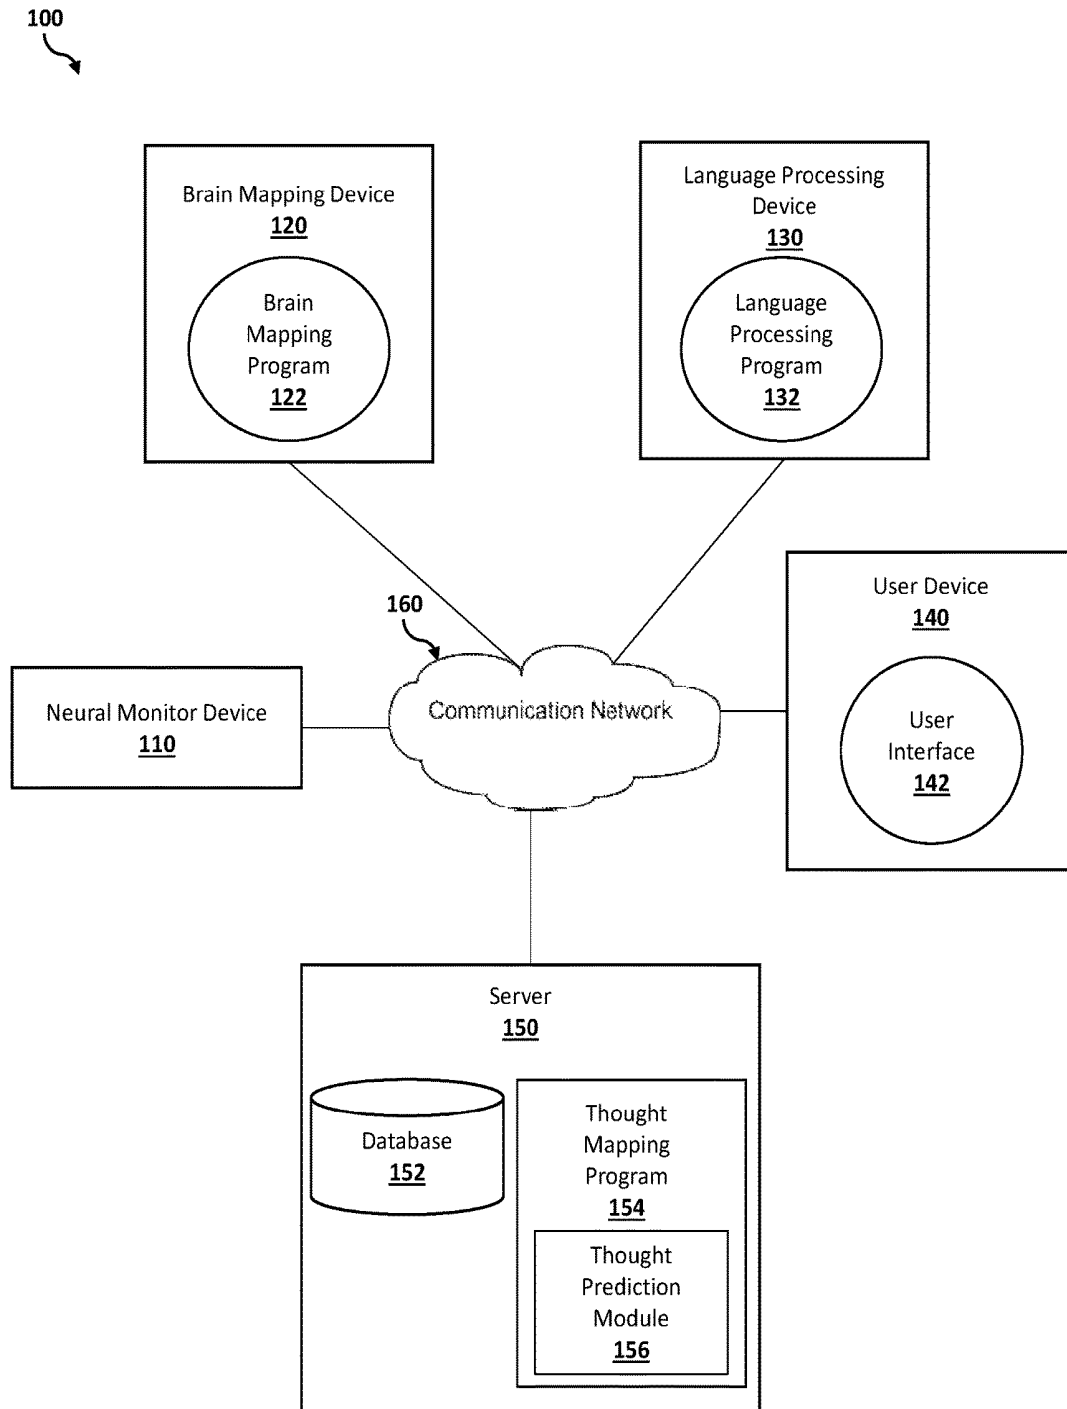 100
Brain Mapping Device
120
Brain
Mapping
Program
122
Language Processing
Device
130
Language
Processing
Program
132
160
Communication Network
User Device
140
User
Interface
142
Neural Monitor Device
110
Server
150
Database
152
Thought
Mapping
Program
154
Thought
Prediction
Module
156